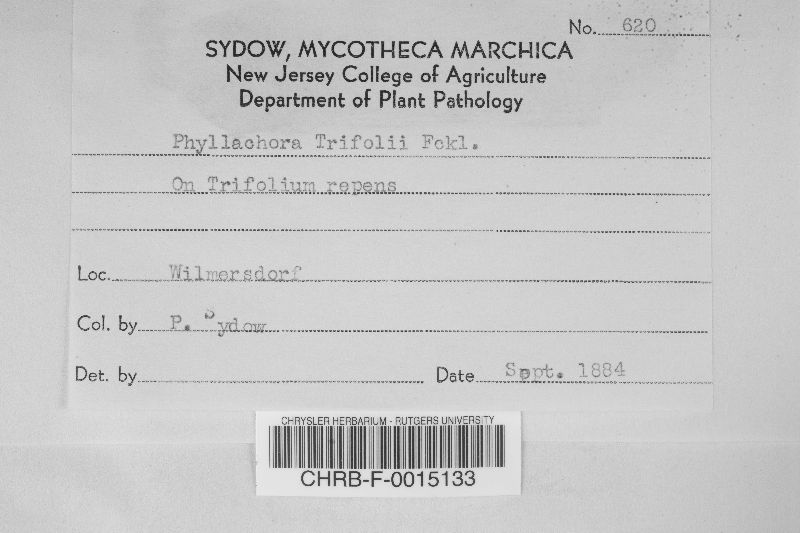 No. 620
SYDOW, MYCOTHECA MARCHICA
New Jersey College of Agriculture
Department of Plant Pathology
Phyllachora Trifolii Fckl.
On Trifolium repens
Loc. Wilmersdorf
Col. by P. Sydow
Det. by Date Sept. 1884
CHRYSLER HERBARIUM - RUTGERS UNIVERSITY
CHRB-F-0015133